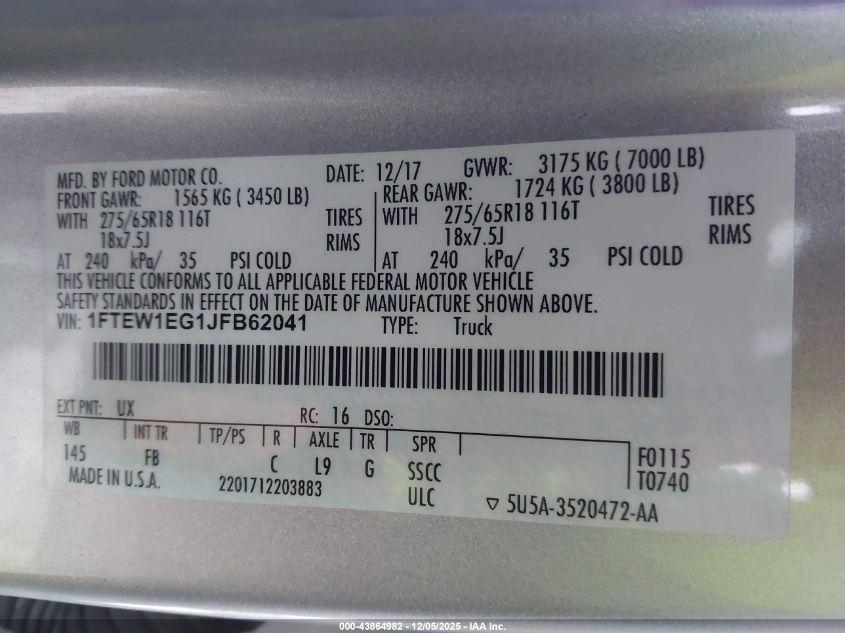 MFD. BY FORD MOTOR CO. DATE: 12/17 GVWR: 3175 KG ( 7000 LB)
FRONT GAWR: 1565 KG ( 3450 LB) REAR GAWR: 1724 KG ( 3800 LB)
WITH 275/65R18 116T TIRES WITH 275/65R18 116T TIRES
18x7.5J RIMS 18x7.5J RIMS
AT 240 kPa/ 35 PSI COLD AT 240 kPa/ 35 PSI COLD
THIS VEHICLE CONFORMS TO ALL APPLICABLE FEDERAL MOTOR VEHICLE
SAFETY STANDARDS IN EFFECT ON THE DATE OF MANUFACTURE SHOWN ABOVE.
VIN: 1FTEW1EG1JFB62041 TYPE: Truck
EXT PNT: UX RC: 16 DSO:
WB INT TR TP/PS R AXLE TR SPR
145 FB C L9 G SSCC F0115
MADE IN U.S.A. 2201712203883 ULC T0740
▽ 5U5A-3520472-AA
000-43864982 - 12/05/2025 - IAA Inc.